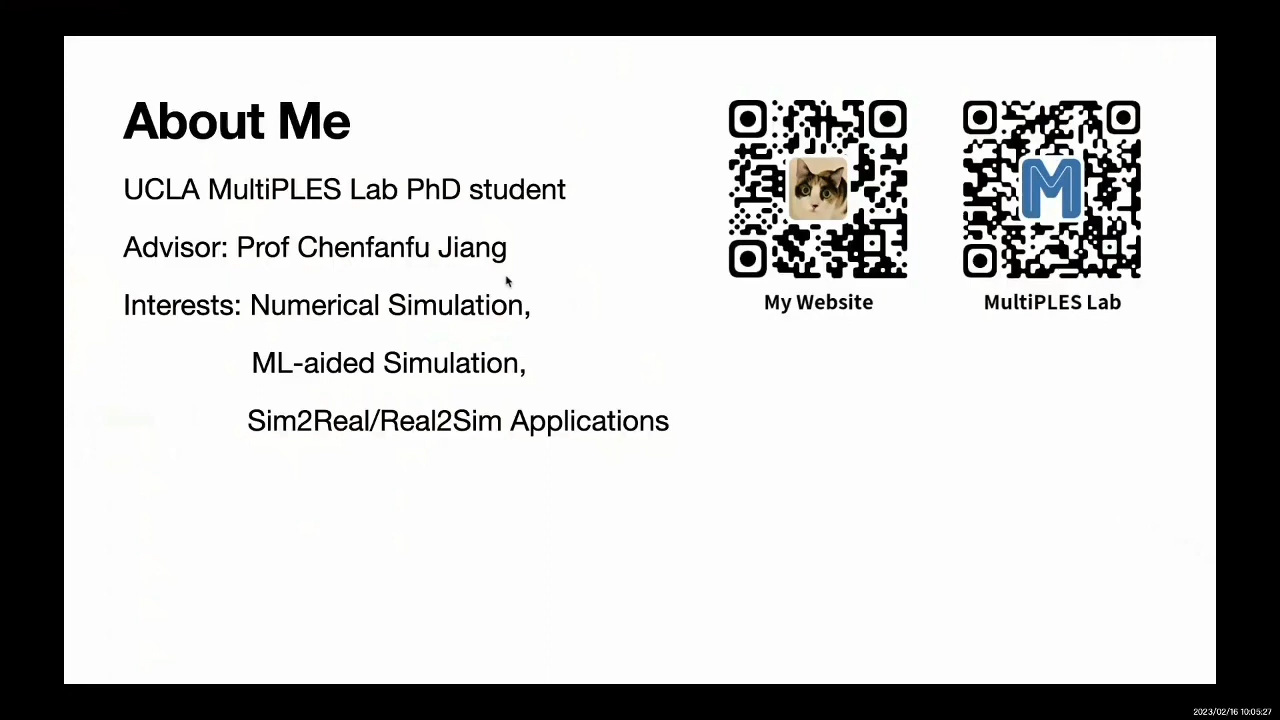 About Me
UCLA MultiPLES Lab PhD student
Advisor: Prof Chenfanfu Jiang
Interests: Numerical Simulation,
ML-aided Simulation,
Sim2Real/Real2Sim Applications
M
My Website
MultiPLES Lab
2023/02/16 10:05:27